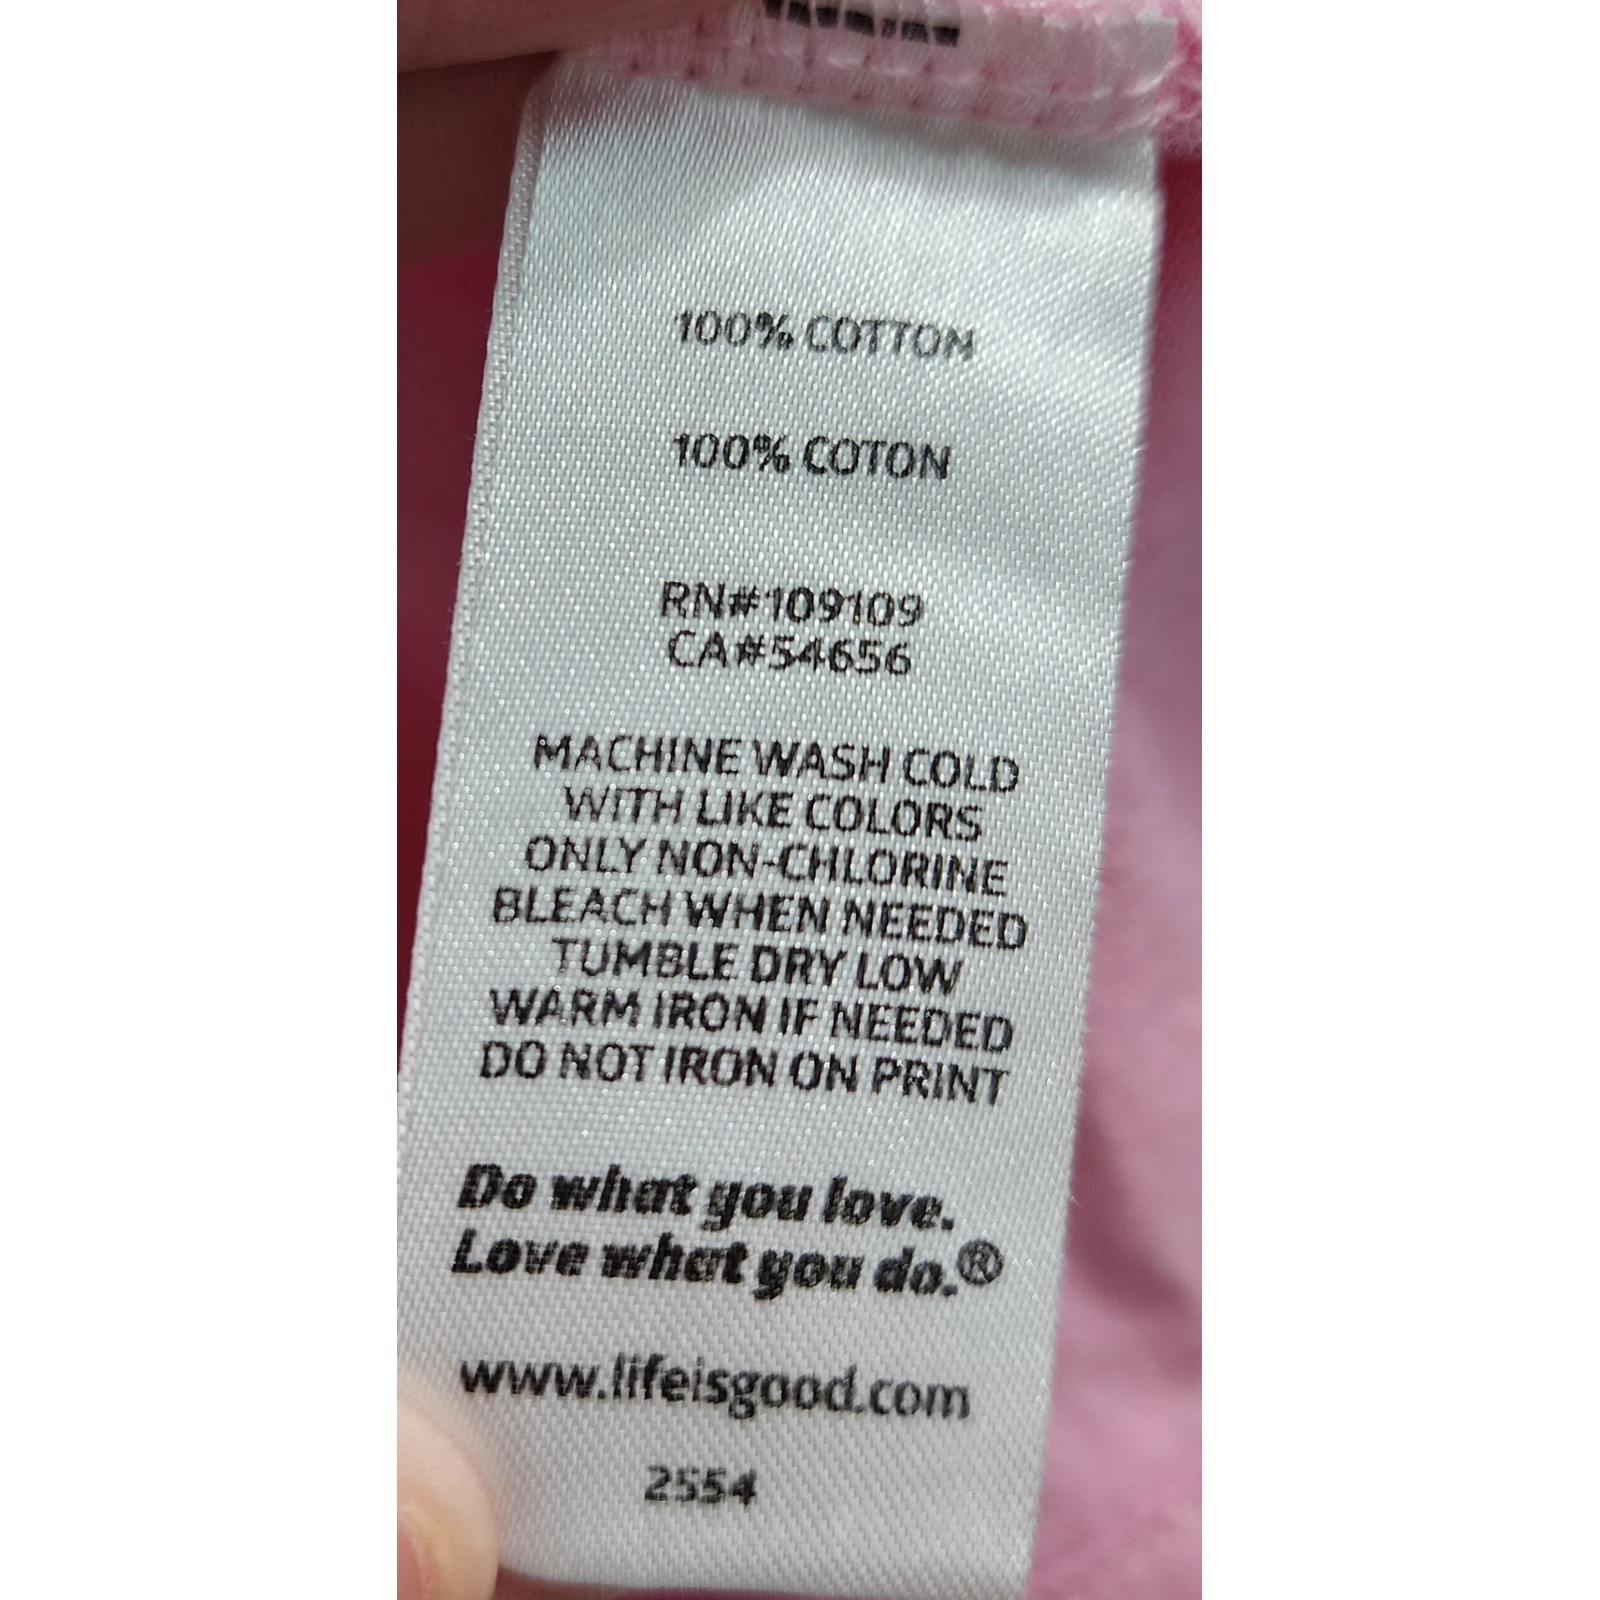 100% COTTON
100% COTON
RN#109109
CA#54656
MACHINE WASH COLD
WITH LIKE COLORS
ONLY NON-CHLORINE
BLEACH WHEN NEEDED
TUMBLE DRY LOW
WARM IRON IF NEEDED
DO NOT IRON ON PRINT
Do what you love.
Love what you do.®
www.lifeisgood.com
2554